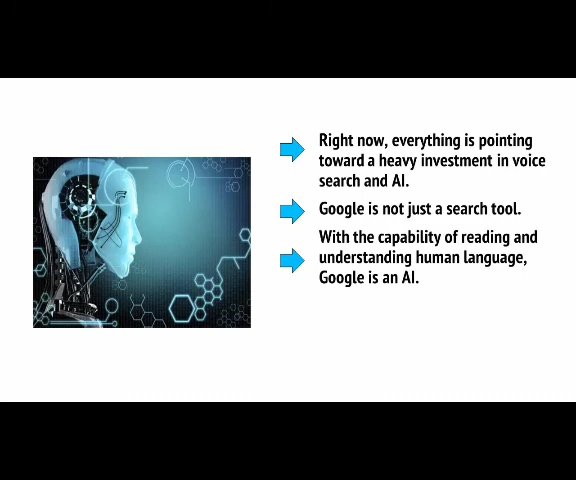 Right now, everything is pointing
toward a heavy investment in voice
search and AI.
Google is not just a search tool.
With the capability of reading and
understanding human language,
Google is an AI.